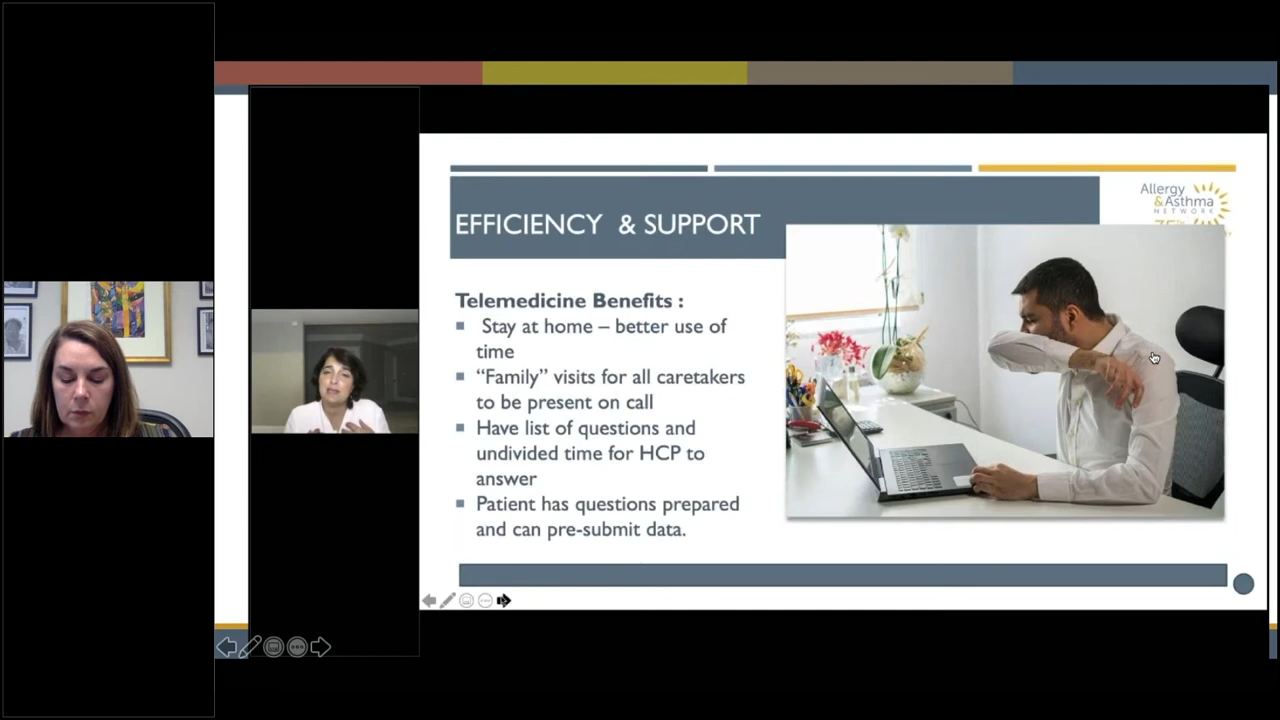 EFFICIENCY & SUPPORT
Allergy
&Asthma
NETWORK
Telemedicine Benefits :
Stay at home – better use of
time
“Family” visits for all caretakers
to be present on call
Have list of questions and
undivided time for HCP to
answer
Patient has questions prepared
and can pre-submit data.